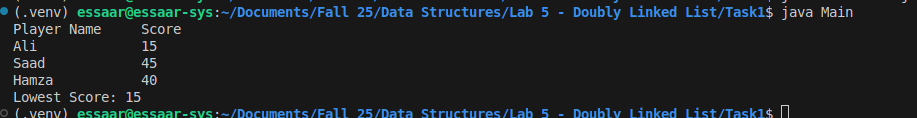 (.venv) essaar@essaar-sys:~/Documents/Fall 25/Data Structures/Lab 5 - Doubly Linked List/Task1$ java Main
Player Name     Score
Ali             15
Saad            45
Hamza           40
Lowest Score: 15
(.venv) essaar@essaar-sys:~/Documents/Fall 25/Data Structures/Lab 5 - Doubly Linked List/Task1$